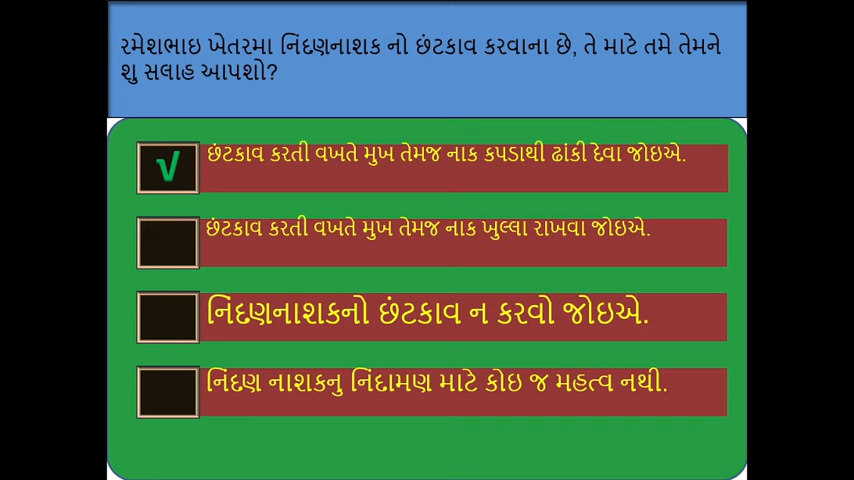 રમેશભાઇ ખેતરમા નિંદણનાશક નો છંટકાવ કરવાના છે, તે માટે તમે તેમને
શુ સલાહ આપશો?
√
છંટકાવ કરતી વખતે મુખ તેમજ નાક કપડાથી ઢાંકી દેવા જોઇએ.
છંટકાવ કરતી વખતે મુખ તેમજ નાક ખુલ્લા રાખવા જોઇએ.
નિંદણનાશકનો છંટકાવ ન કરવો જોઇએ.
નિંદણ નાશકનુ નિંદામણ માટે કોઇ જ મહત્વ નથી.